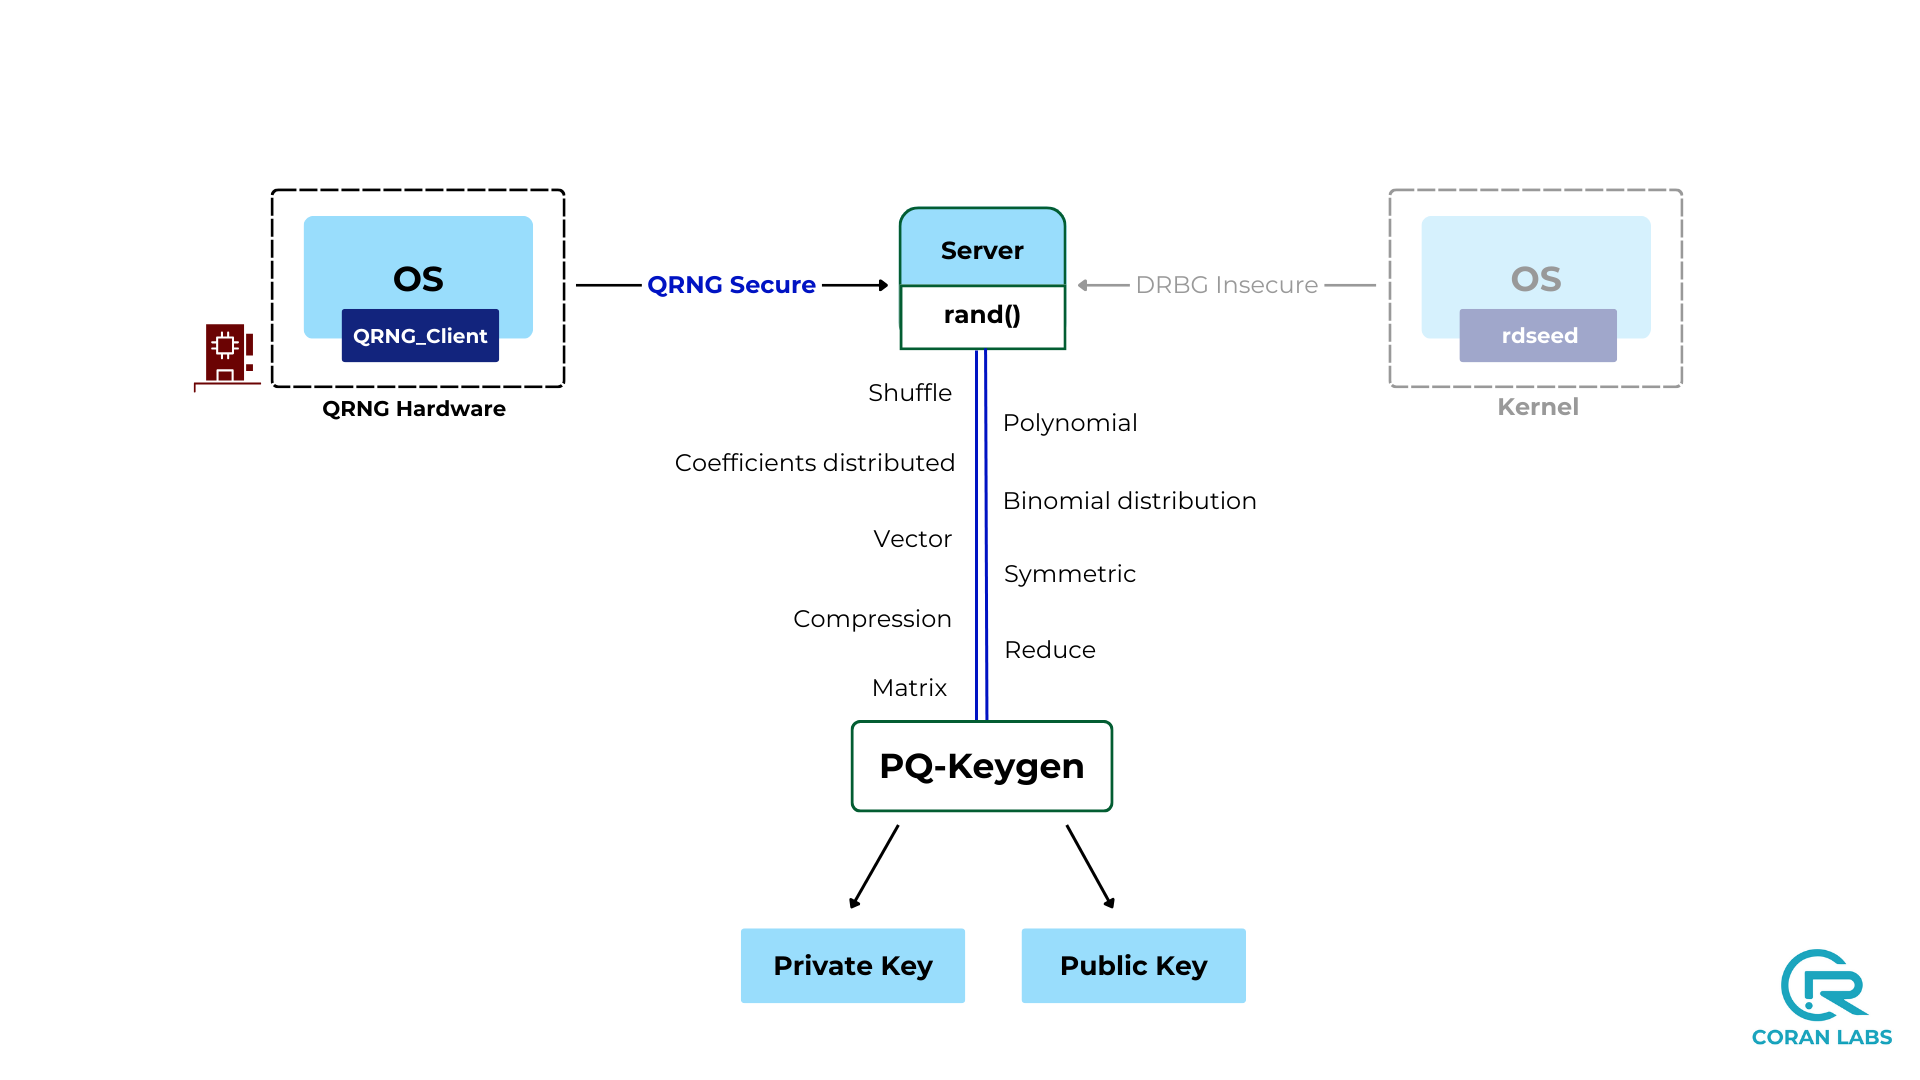 OS
QRNG_Client
QRNG Hardware
QRNG Secure
Server
rand()
DRBG Insecure
OS
rdseed
Kernel
Shuffle
Polynomial
Coefficients distributed
Binomial distribution
Vector
Symmetric
Compression
Reduce
Matrix
PQ-Keygen
Private Key
Public Key
CORAN LABS